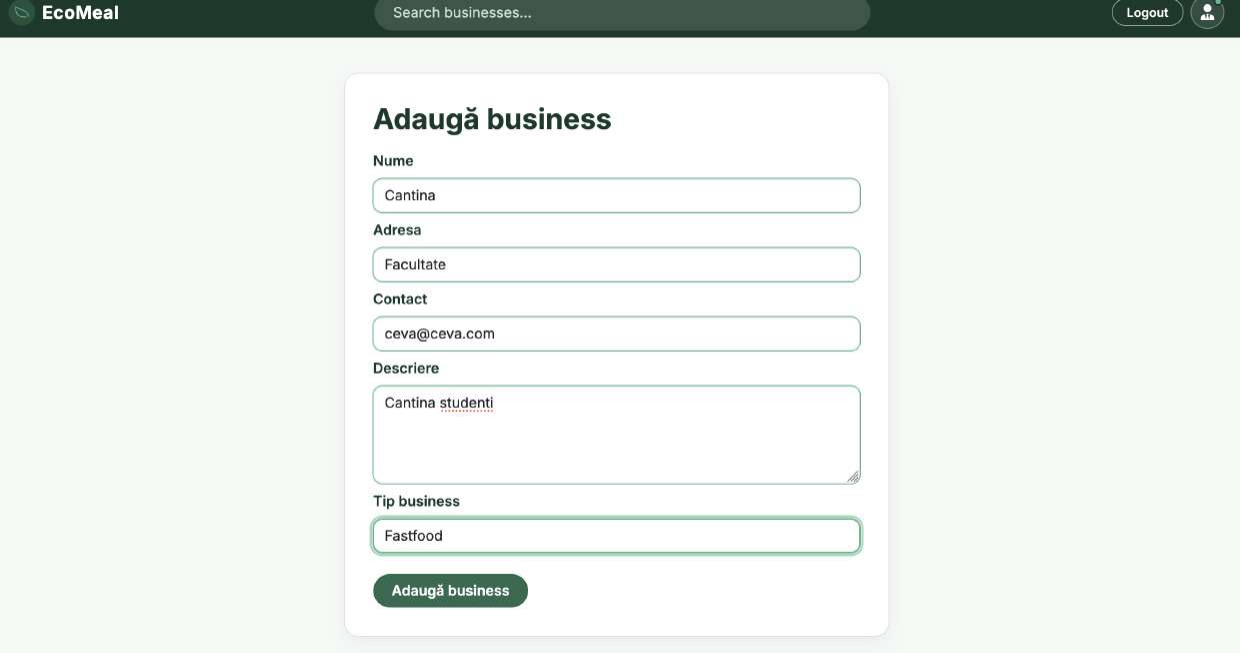 EcoMeal
Search businesses...
Logout
Adaugă business
Nume
Cantina
Adresa
Facultate
Contact
ceva@ceva.com
Descriere
Cantina studenti
Tip business
Fastfood
Adaugă business